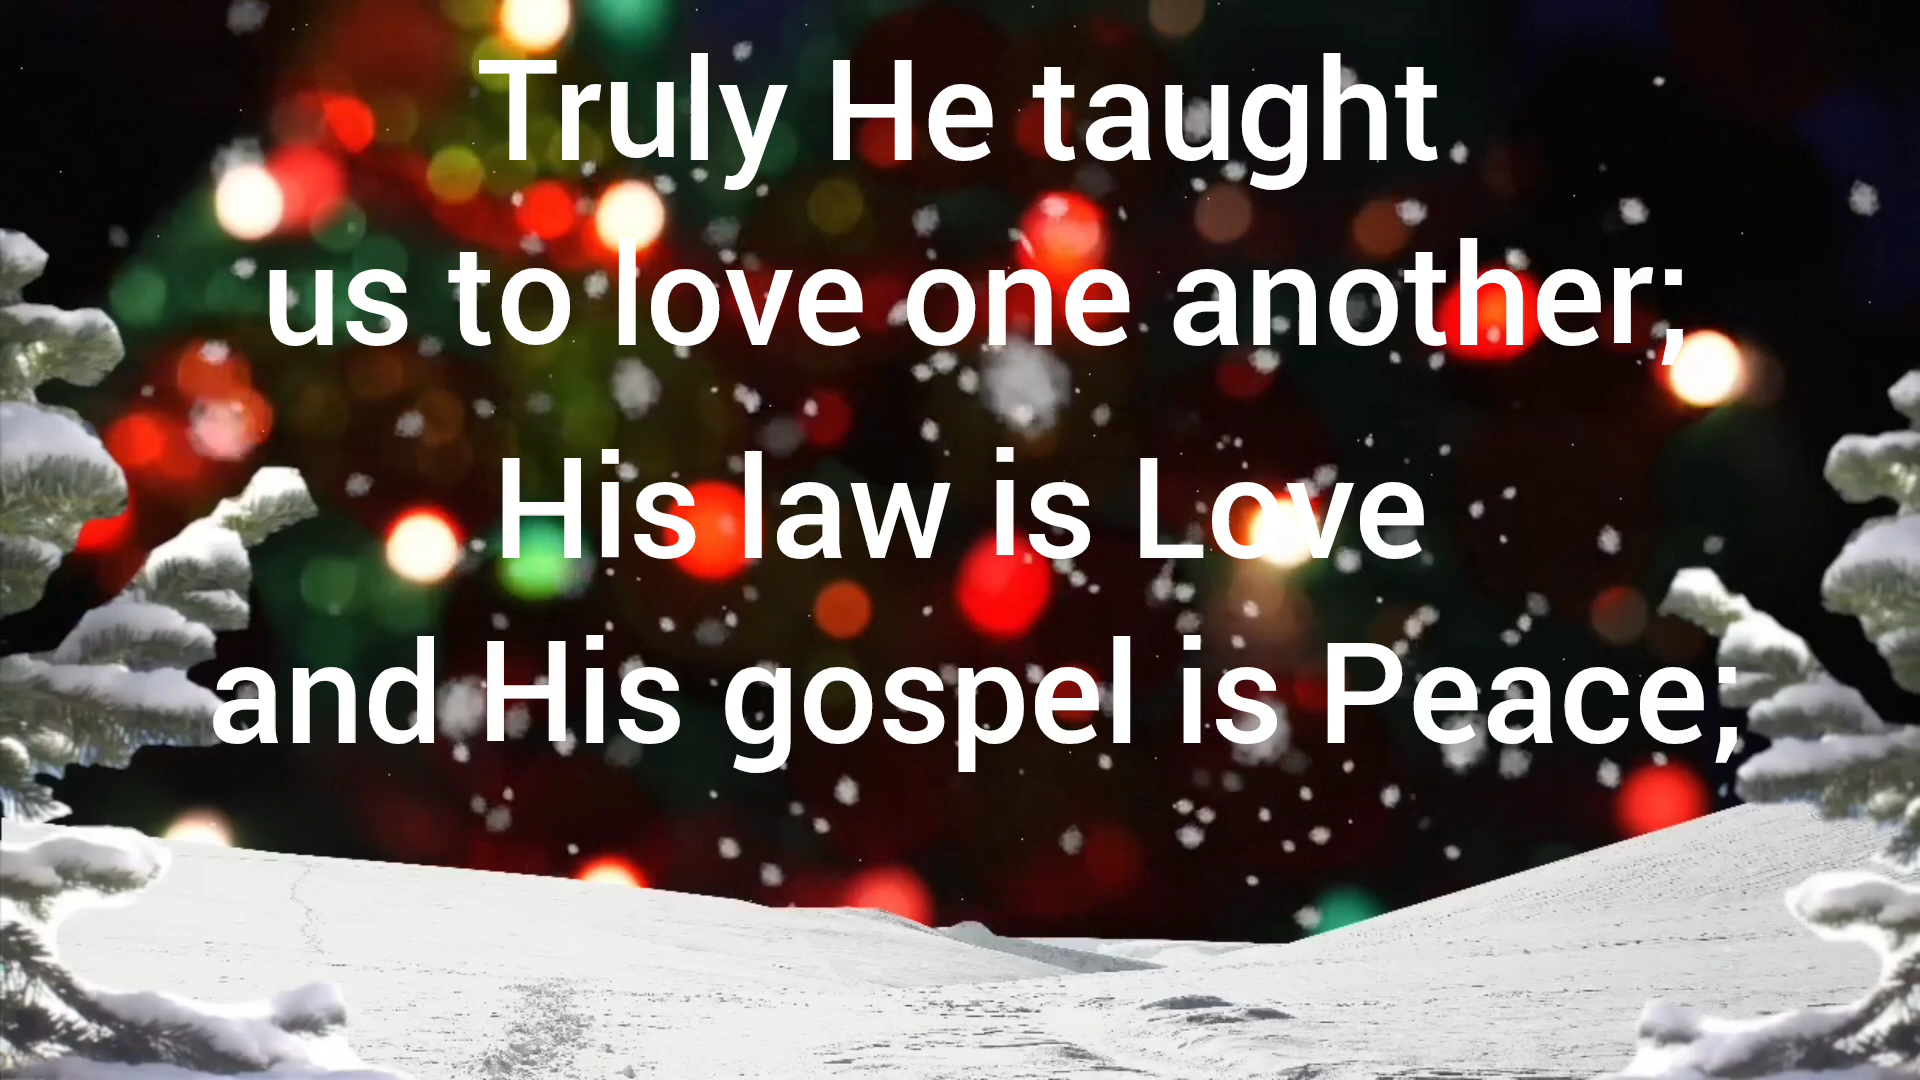 Truly He taught
us to love one another;
His law is Love
and His gospel is Peace;